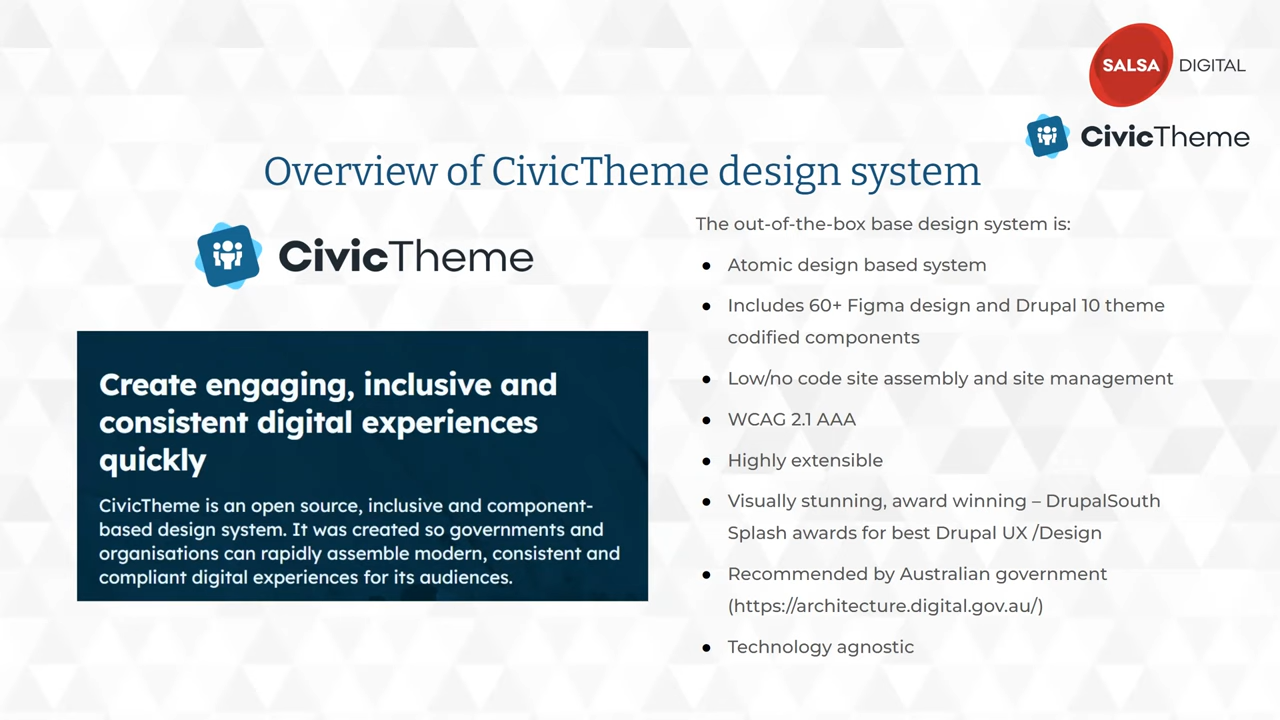 SALSA DIGITAL
CivicTheme
Overview of CivicTheme design system
CivicTheme
Create engaging, inclusive and
consistent digital experiences
quickly
CivicTheme is an open source, inclusive and component-
based design system. It was created so governments and
organisations can rapidly assemble modern, consistent and
compliant digital experiences for its audiences.
The out-of-the-box base design system is:
● Atomic design based system
● Includes 60+ Figma design and Drupal 10 theme
codified components
● Low/no code site assembly and site management
● WCAG 2.1 AAA
● Highly extensible
● Visually stunning, award winning – DrupalSouth
Splash awards for best Drupal UX /Design
● Recommended by Australian government
(https://architecture.digital.gov.au/)
● Technology agnostic